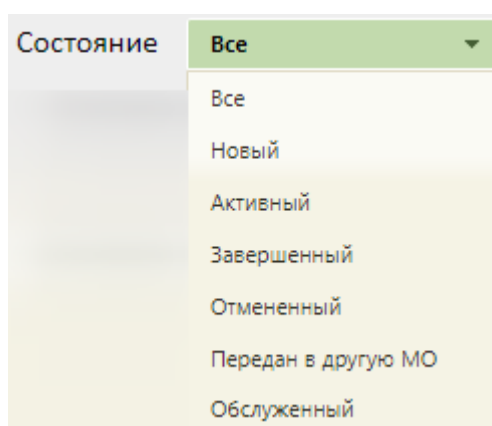 Состояние Все
Все
Новый
Активный
Завершенный
Отмененный
Передан в другую МО
Обслуженный